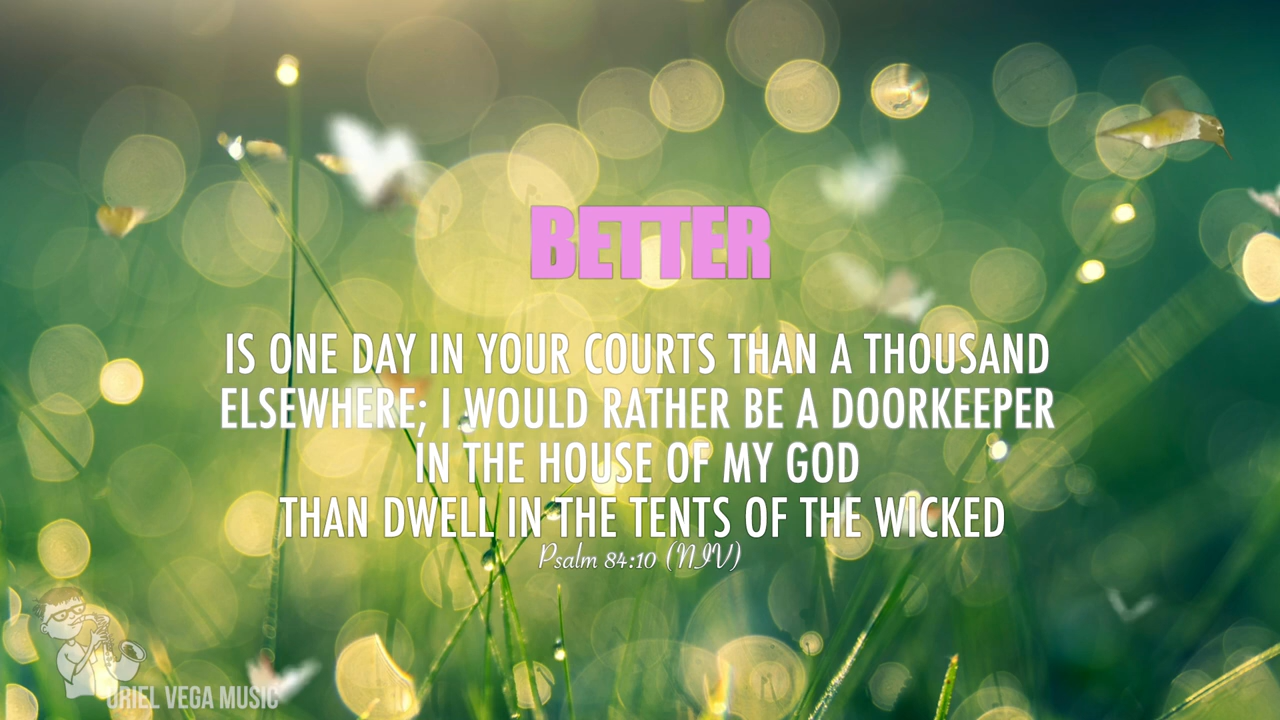 BETTER
IS ONE DAY IN YOUR COURTS THAN A THOUSAND
ELSEWHERE; I WOULD RATHER BE A DOORKEEPER
IN THE HOUSE OF MY GOD
THAN DWELL IN THE TENTS OF THE WICKED
Psalm 84:10 (NIV)
URIEL VEGA MUSIC